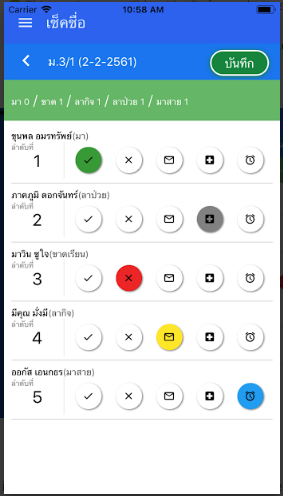 Carrier 10:58 AM
เช็คชื่อ
ม.3/1 (2-2-2561) บันทึก
มา 0 / ขาด 1 / ลากิจ 1 / ลาป่วย 1 / มาสาย 1
ขุนพล อมรทรัพย์(มา)
ลำดับที่
1
ภาคภูมิ ดอกจันทร์(ลาป่วย)
ลำดับที่
2
มาวิน ชูใจ(ขาดเรียน)
ลำดับที่
3
มีคุณ มั่งมี(ลากิจ)
ลำดับที่
4
ออกัส เอนกธร(มาสาย)
ลำดับที่
5